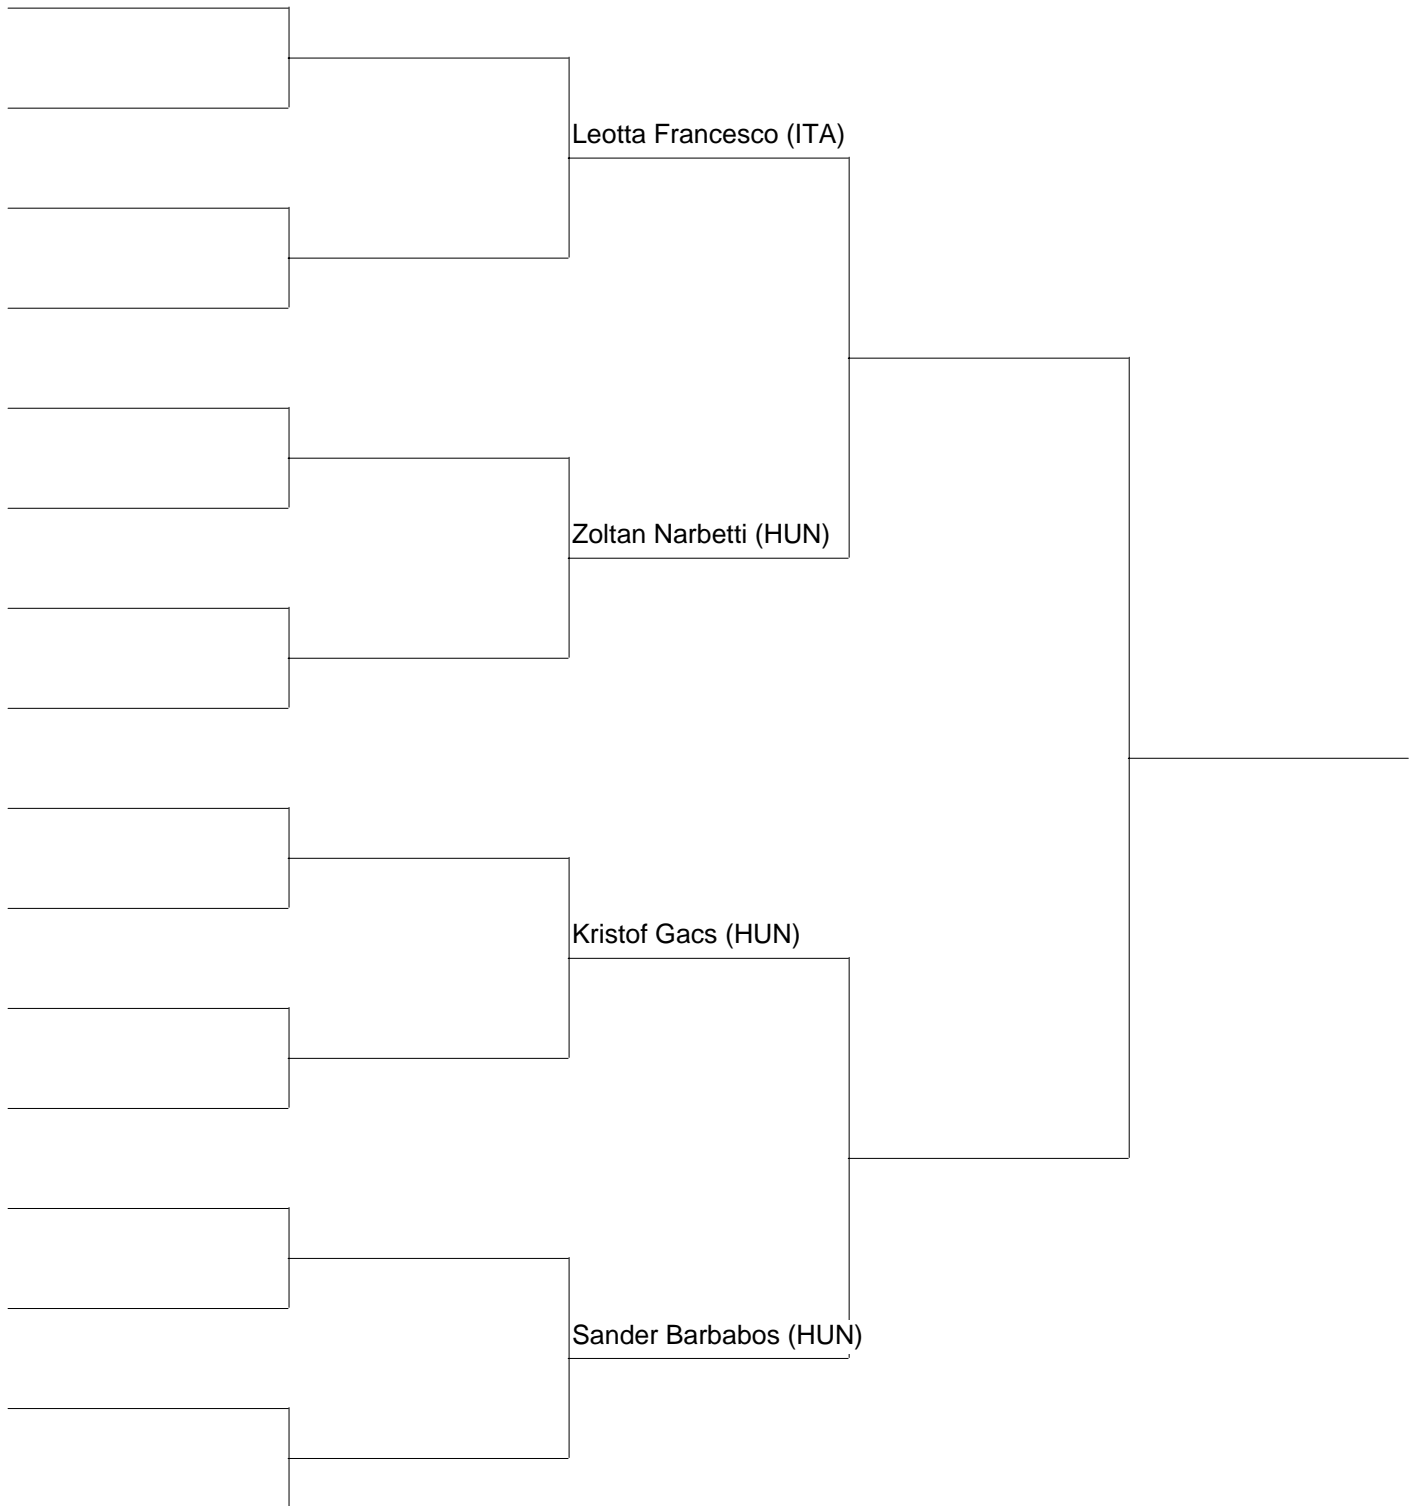 Leotta Francesco (ITA)
Zoltan Narbetti (HUN)
Kristof Gacs (HUN)
Sander Barbabos (HUN)